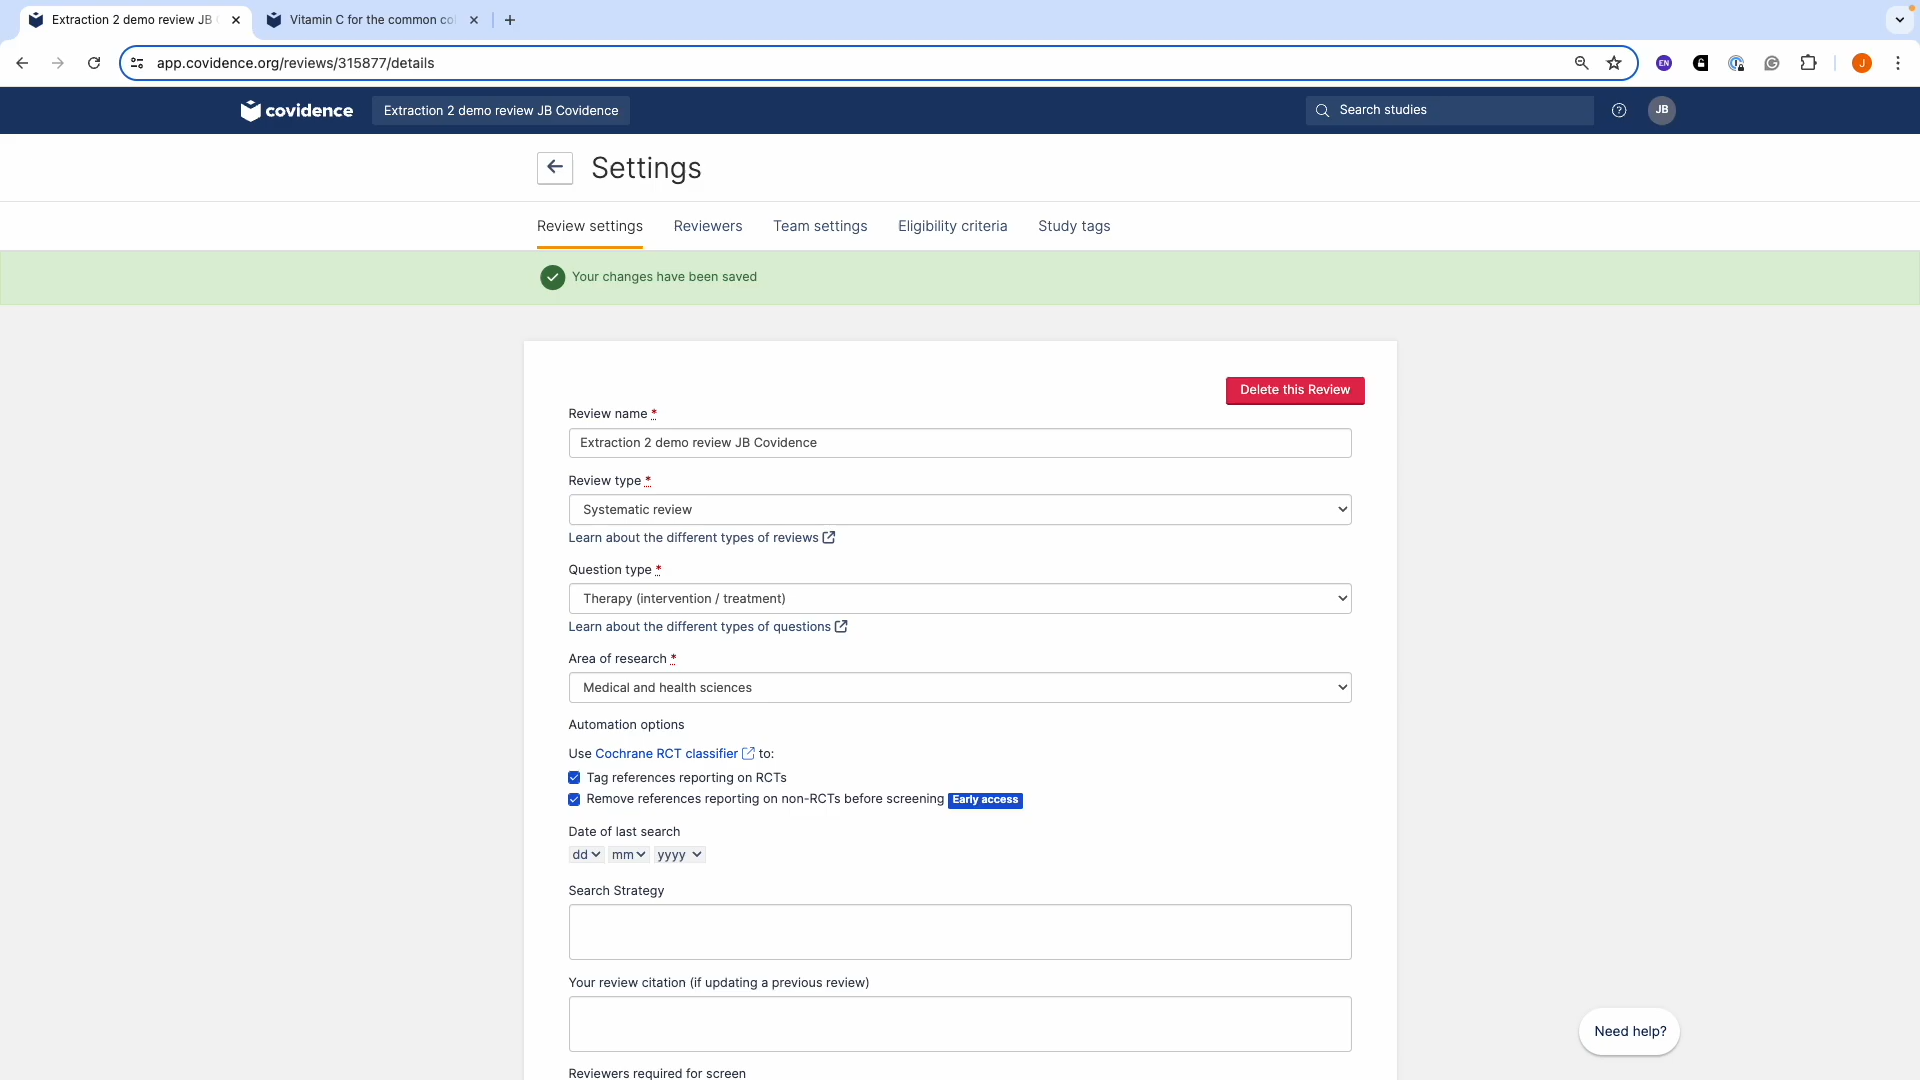 Extraction 2 demo review JB
Vitamin C for the common co
app.covidence.org/reviews/315877/details
EN
J
covidence
Extraction 2 demo review JB Covidence
Search studies
JB
Settings
Review settings
Reviewers
Team settings
Eligibility criteria
Study tags
Your changes have been saved
Delete this Review
Review name *
Extraction 2 demo review JB Covidence
Review type *
Systematic review
Learn about the different types of reviews
Question type *
Therapy (intervention / treatment)
Learn about the different types of questions
Area of research *
Medical and health sciences
Automation options
Use Cochrane RCT classifier to:
Tag references reporting on RCTs
Remove references reporting on non-RCTs before screening Early access
Date of last search
dd mm yyyy
Search Strategy
Your review citation (if updating a previous review)
Need help?
Reviewers required for screen